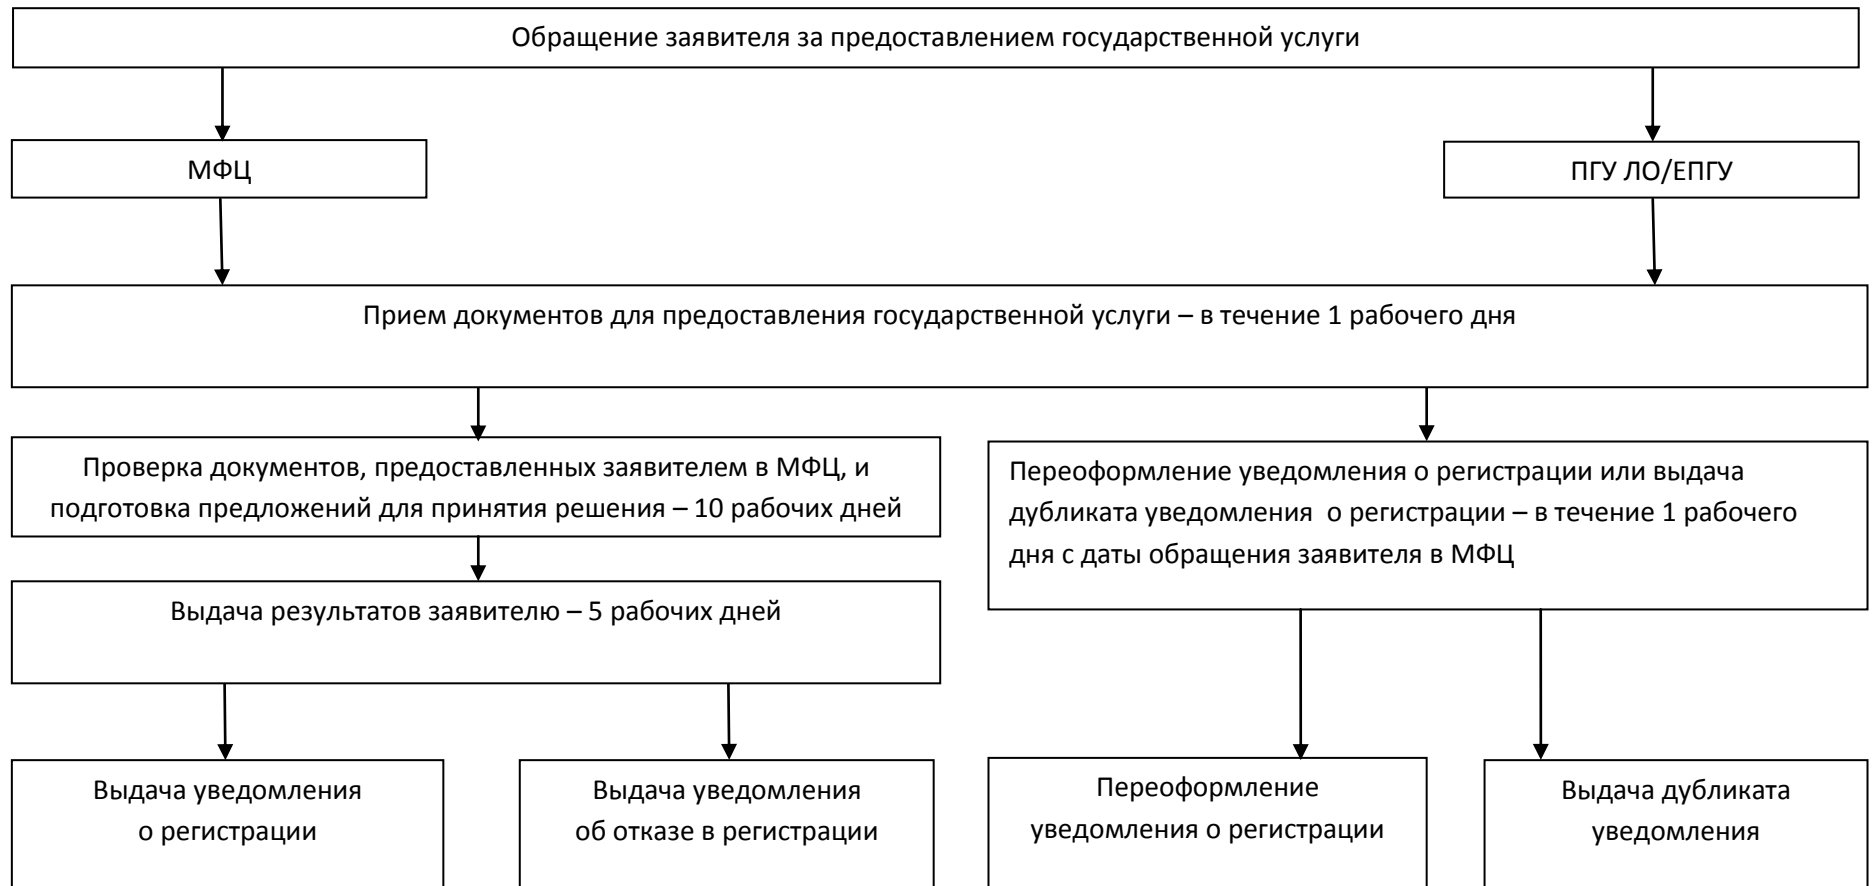 Обращение заявителя за предоставлением государственной услуги
МФЦ
ПГУ ЛО/ЕПГУ
Прием документов для предоставления государственной услуги – в течение 1 рабочего дня
Проверка документов, предоставленных заявителем в МФЦ, и
подготовка предложений для принятия решения – 10 рабочих дней
Переоформление уведомления о регистрации или выдача
дубликата уведомления  о регистрации – в течение 1 рабочего
дня с даты обращения заявителя в МФЦ
Выдача результатов заявителю – 5 рабочих дней
Выдача уведомления
о регистрации
Выдача уведомления
об отказе в регистрации
Переоформление
уведомления о регистрации
Выдача дубликата
уведомления